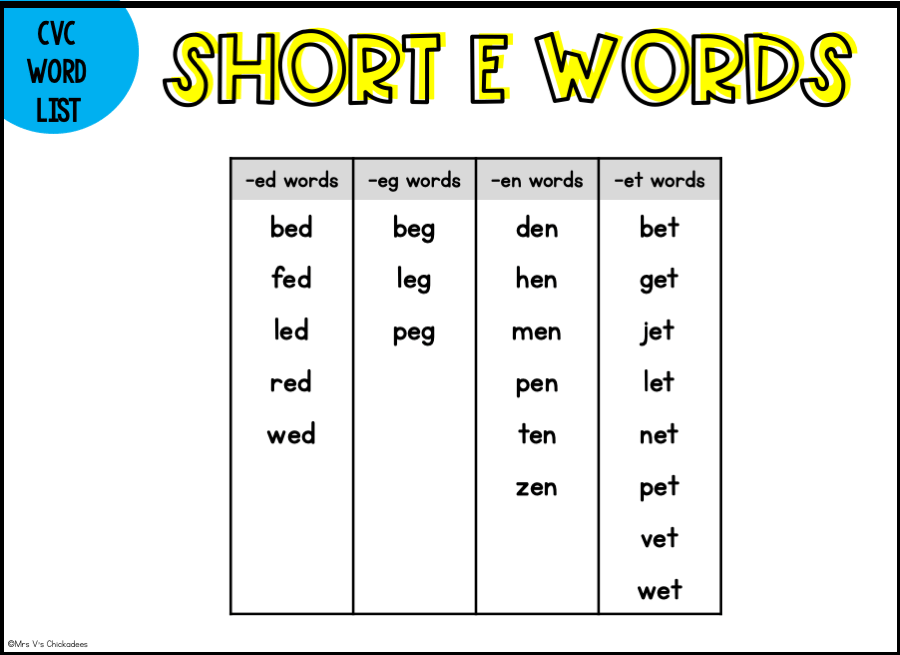 CVC
WORD
LIST
SHORT E WORDS
-ed words -eg words -en words -et words
bed beg den bet
fed leg hen get
led peg men jet
red pen let
wed ten net
zen pet
vet
wet
©Mrs V's Chickadees